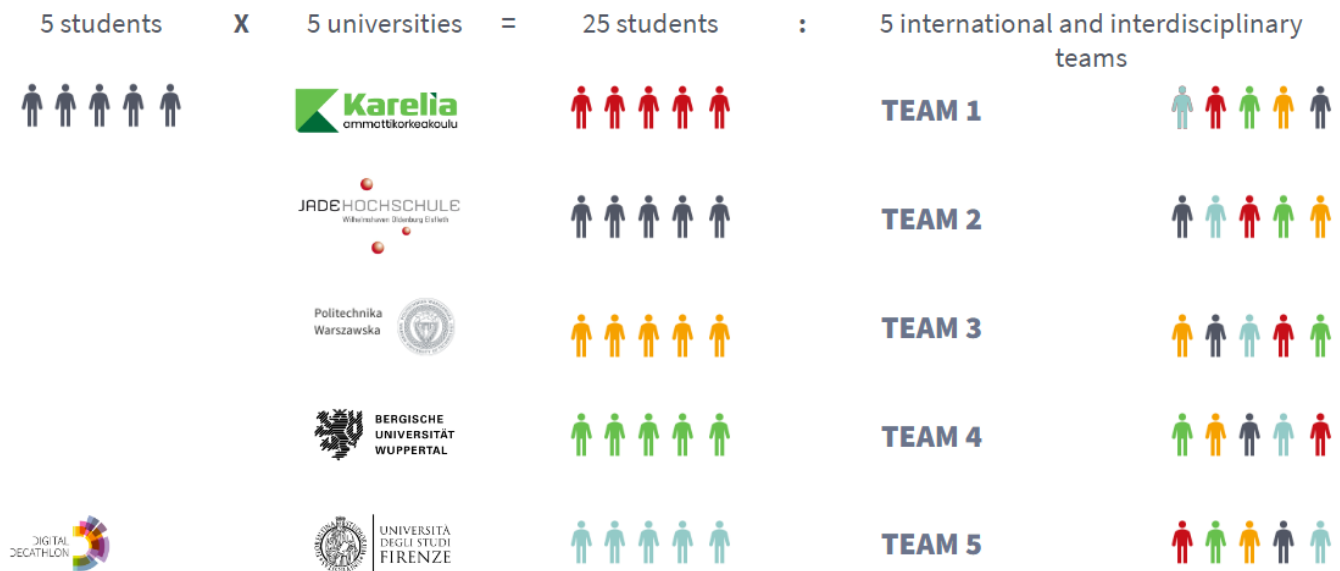 5 students X 5 universities = 25 students : 5 international and interdisciplinary
teams
Karelia
ammattikorkeakoulu
TEAM 1
JADEHOCHSCHULE
Wilhelmshaven Oldenburg Elsfleth
TEAM 2
Politechnika
Warszawska
TEAM 3
BERGISCHE
UNIVERSITÄT
WUPPERTAL
TEAM 4
DIGITAL
DECATHLON
UNIVERSITÀ
DEGLI STUDI
FIRENZE
TEAM 5